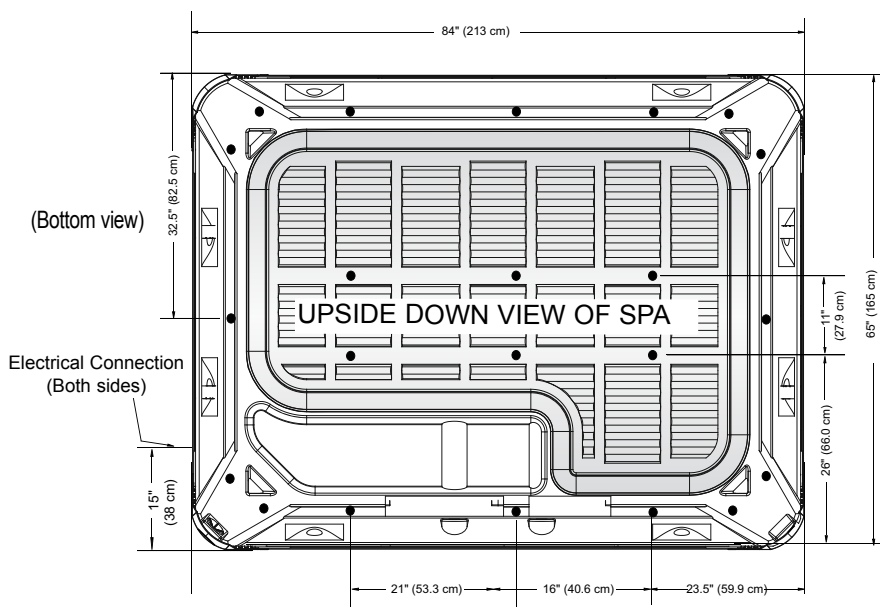 84" (213 cm)
32.5" (82.5 cm)
(Bottom view)
UPSIDE DOWN VIEW OF SPA
11"
(27.9 cm)
65" (165 cm)
Electrical Connection
(Both sides)
26" (66.0 cm)
15"
(38 cm)
21" (53.3 cm)
16" (40.6 cm)
23.5" (59.9 cm)